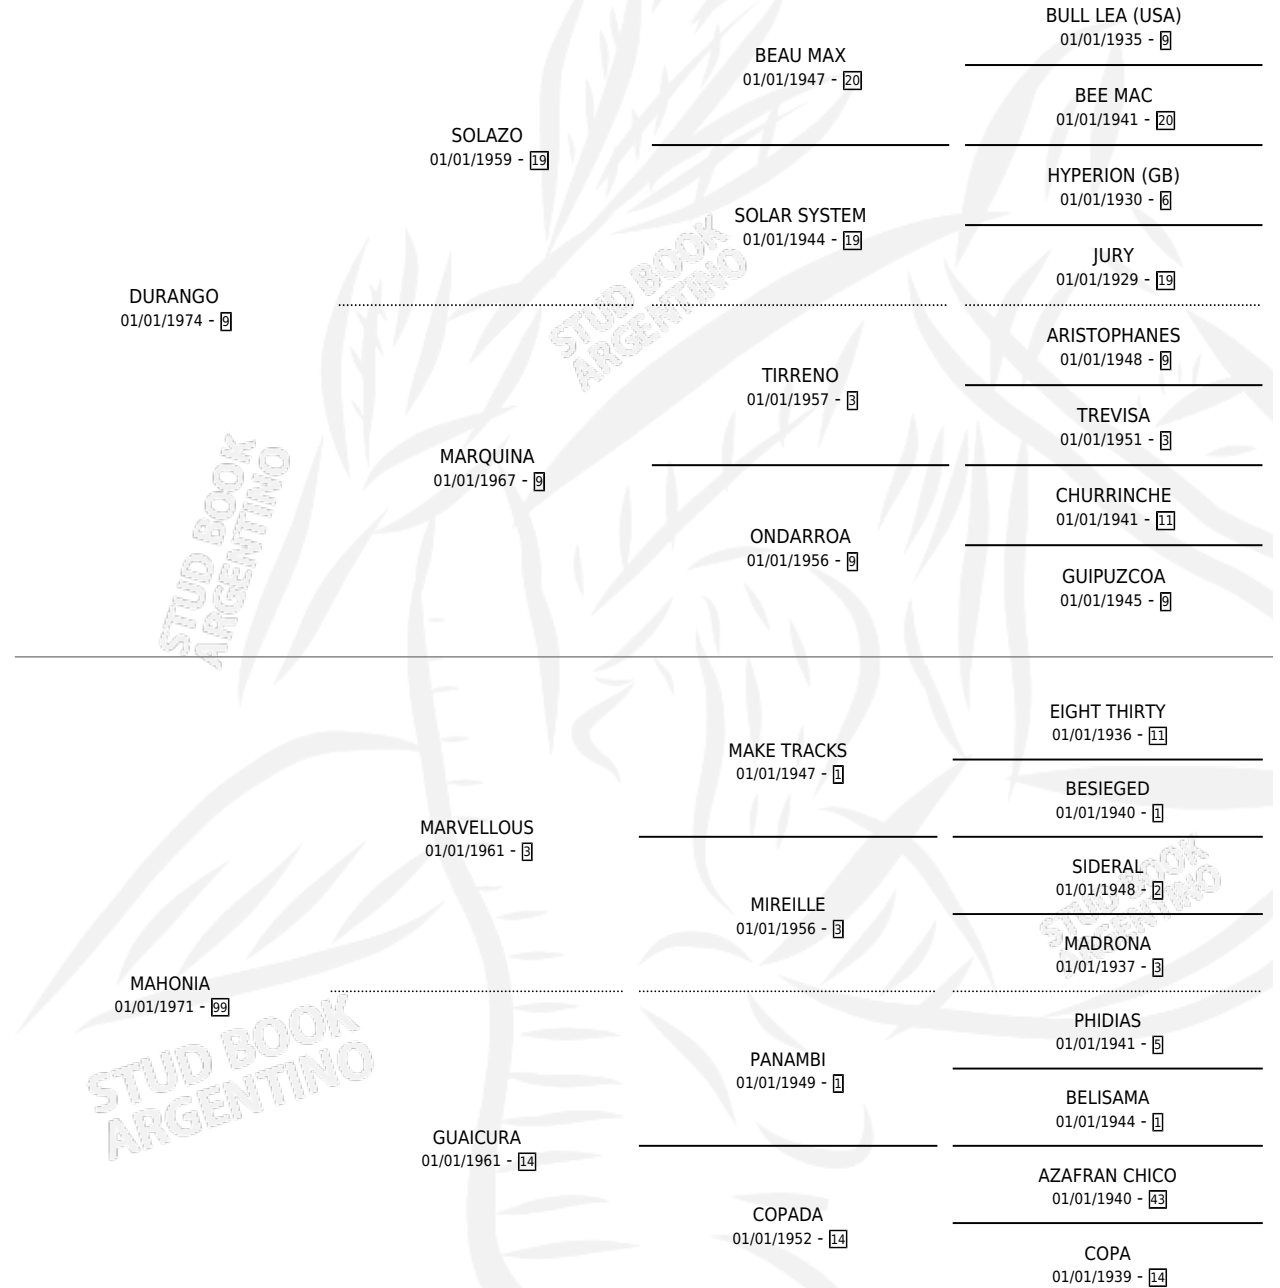 BULL LEA (USA)
01/01/1935 - 9
BEAU MAX
01/01/1947 - 20
BEE MAC
01/01/1941 - 20
SOLAZO
01/01/1959 - 19
HYPERION (GB)
01/01/1930 - 6
SOLAR SYSTEM
01/01/1944 - 19
JURY
01/01/1929 - 19
DURANGO
01/01/1974 - 9
ARISTOPHANES
01/01/1948 - 9
TIRRENO
01/01/1957 - 3
TREVISA
01/01/1951 - 3
MARQUINA
01/01/1967 - 9
CHURRINCHE
01/01/1941 - 11
ONDARROA
01/01/1956 - 9
GUIPUZCOA
01/01/1945 - 9
EIGHT THIRTY
01/01/1936 - 11
MAKE TRACKS
01/01/1947 - 1
BESIEGED
01/01/1940 - 1
MARVELLOUS
01/01/1961 - 3
SIDERAL
01/01/1948 - 2
MIREILLE
01/01/1956 - 3
MADRONA
01/01/1937 - 3
MAHONIA
01/01/1971 - 99
PHIDIAS
01/01/1941 - 5
PANAMBI
01/01/1949 - 1
BELISAMA
01/01/1944 - 1
GUAICURA
01/01/1961 - 14
AZAFRAN CHICO
01/01/1940 - 43
COPADA
01/01/1952 - 14
COPA
01/01/1939 - 14
STUD BOOK
ARGENTINO
STUD BOOK
ARGENTINO
STUD BOOK
ARGENTINO
STUD BOOK
ARGENTINO